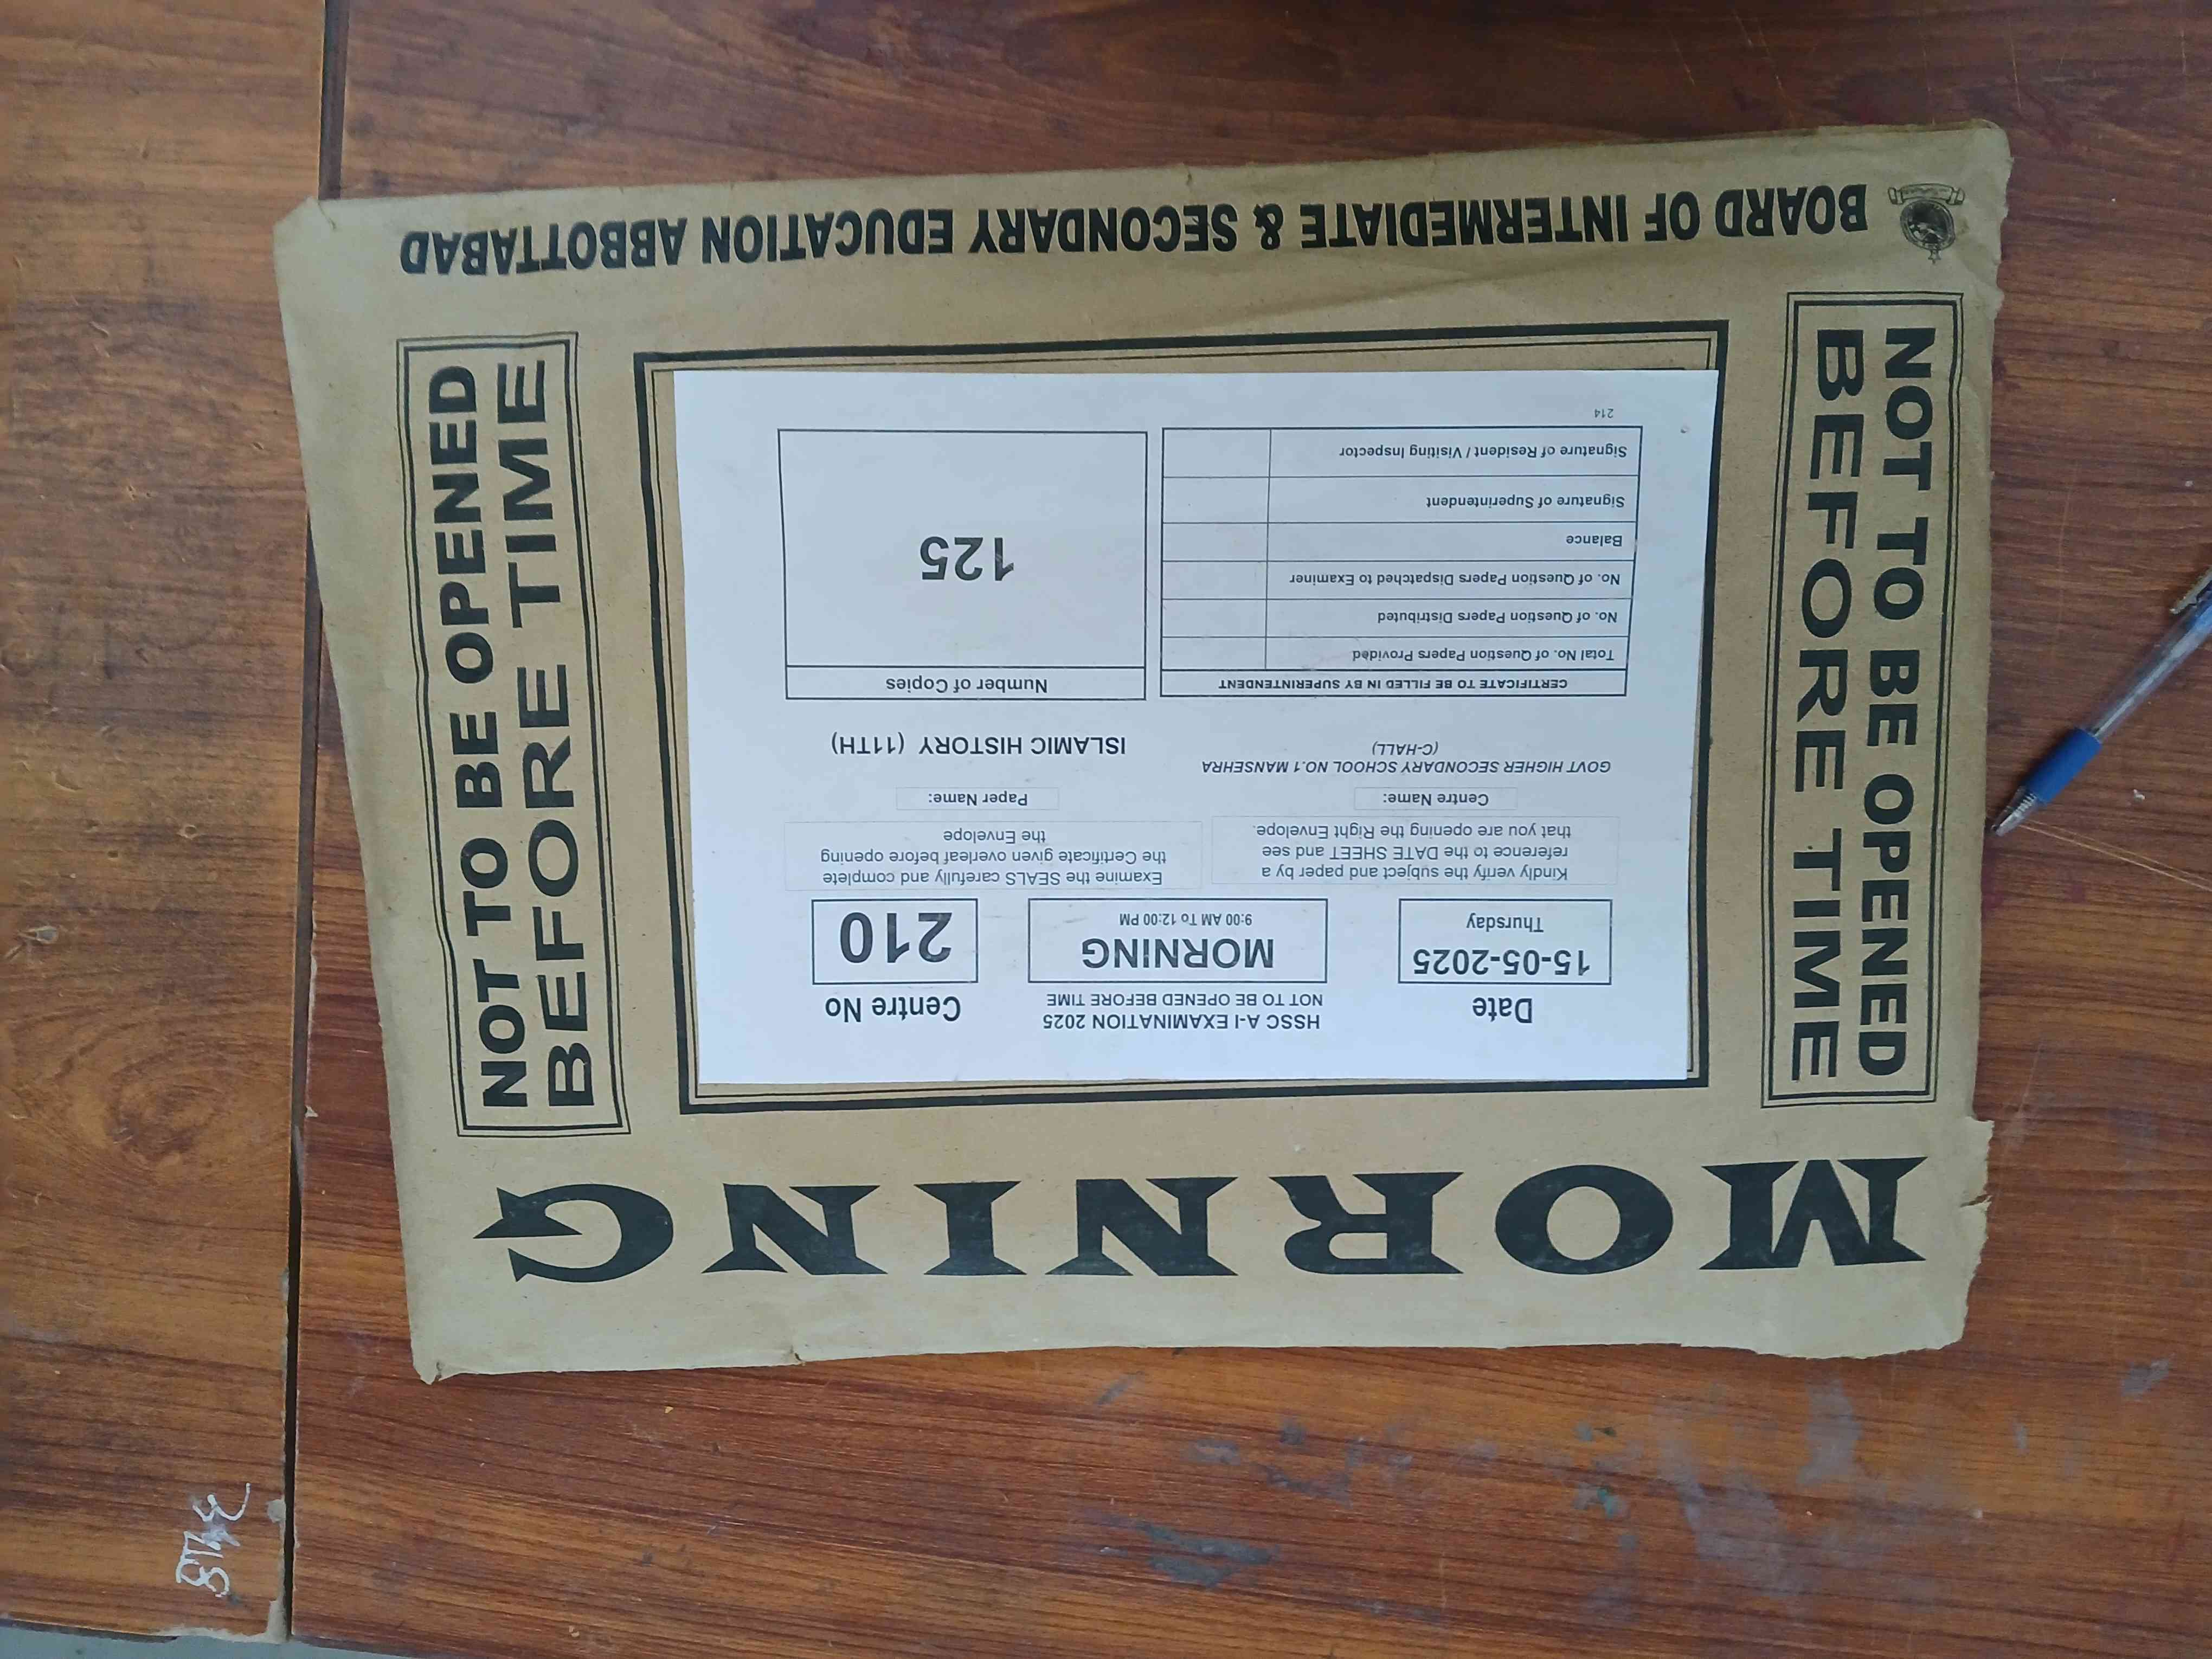 BOARD OF INTERMEDIATE & SECONDARY EDUCATION ABBOTTABAD
NOT TO BE OPENED
BEFORE TIME
NOT TO BE OPENED
BEFORE TIME
MORNING
HSSC A-I EXAMINATION 2025
NOT TO BE OPENED BEFORE TIME
Date
15-05-2025
Thursday
MORNING
9:00 AM To 12:00 PM
Centre No
210
Kindly verify the subject and paper by a
reference to the DATE SHEET and see
that you are opening the Right Envelope.
Examine the SEALS carefully and complete
the Certificate given overleaf before opening
the Envelope
Centre Name:
GOVT HIGHER SECONDARY SCHOOL NO.1 MANSEHRA
(C-HALL)
Paper Name:
ISLAMIC HISTORY (11TH)
CERTIFICATE TO BE FILLED IN BY SUPERINTENDENT
Total No. of Question Papers Provided
No. of Question Papers Distributed
No. of Question Papers Dispatched to Examiner
Balance
Signature of Superintendent
Signature of Resident / Visiting Inspector
Number of Copies
125
214